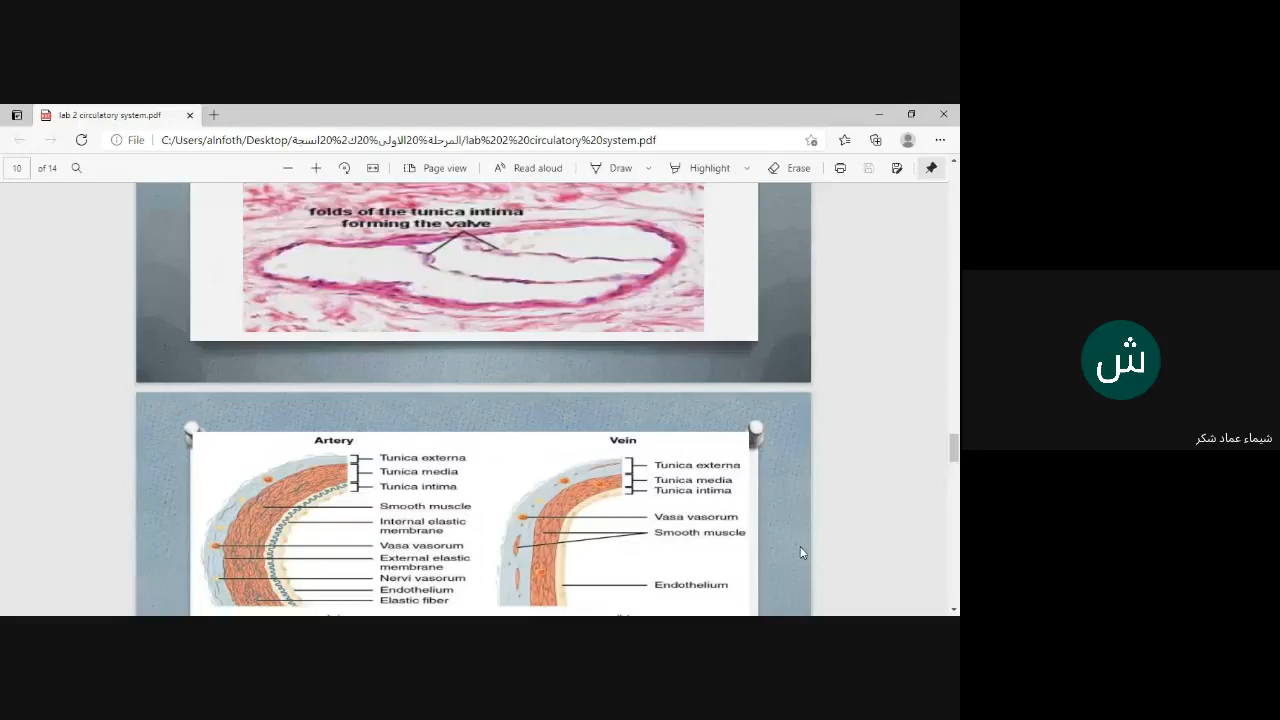 lab 2 circulatory system.pdf
File
C:/Users/alnfoth/Desktop/المرحلة%20الاولى%20ك2%20انسجة/lab%202%20circulatory%20system.pdf
10 of 14
Page view
Read aloud
Draw
Highlight
Erase
folds of the tunica intima
forming the valve
Artery
Tunica externa
Tunica media
Tunica intima
Smooth muscle
Internal elastic
membrane
Vasa vasorum
External elastic
membrane
Nervi vasorum
Endothelium
Elastic fiber
Vein
Tunica externa
Tunica media
Tunica intima
Vasa vasorum
Smooth muscle
Endothelium
ش
شيماء عماد شكر